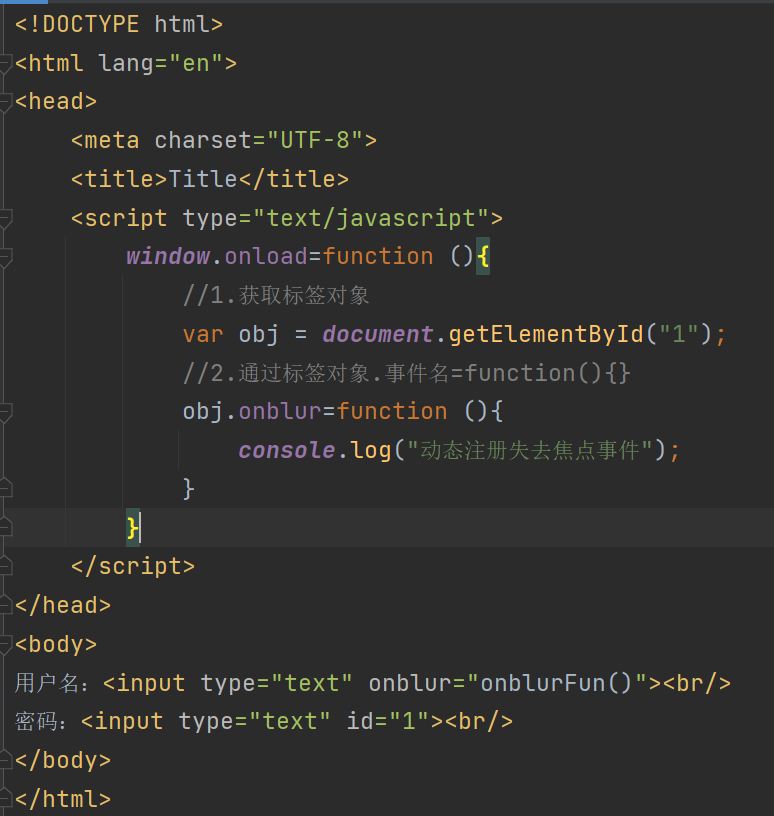 <!DOCTYPE html>
<html lang="en">
<head>
    <meta charset="UTF-8">
    <title>Title</title>
    <script type="text/javascript">
        window.onload=function (){
            //1.获取标签对象
            var obj = document.getElementById("1");
            //2.通过标签对象.事件名=function(){}
            obj.onblur=function (){
                console.log("动态注册失去焦点事件");
            }
        }
    </script>
</head>
<body>
用户名：<input type="text" onblur="onblurFun()"><br/>
密码：<input type="text" id="1"><br/>
</body>
</html>